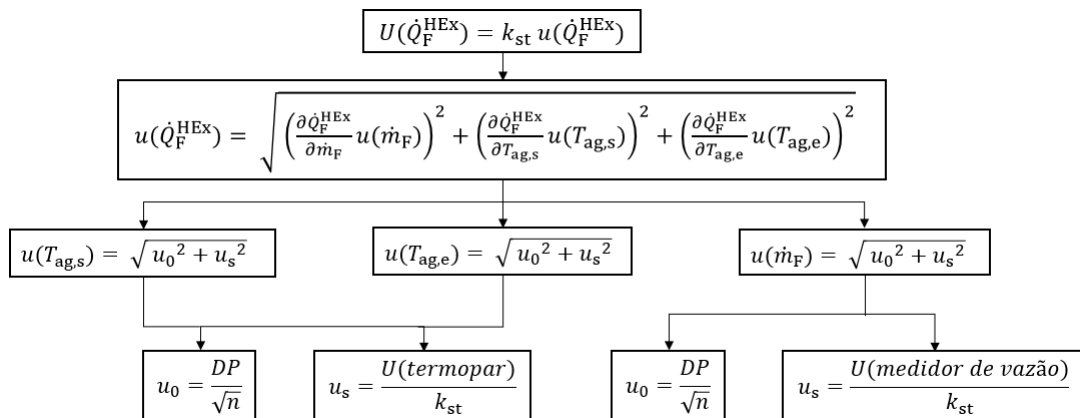 U(Q̇_F^HEx) = k_st u(Q̇_F^HEx)
u(Q̇_F^HEx) = √((∂Q̇_F^HEx/∂ṁ_F u(ṁ_F))² + (∂Q̇_F^HEx/∂T_ag,s u(T_ag,s))² + (∂Q̇_F^HEx/∂T_ag,e u(T_ag,e))²)
u(T_ag,s) = √(u_0² + u_s²)
u(T_ag,e) = √(u_0² + u_s²)
u(ṁ_F) = √(u_0² + u_s²)
u_0 = DP/√n
u_s = U(termopar)/k_st
u_0 = DP/√n
u_s = U(medidor de vazão)/k_st